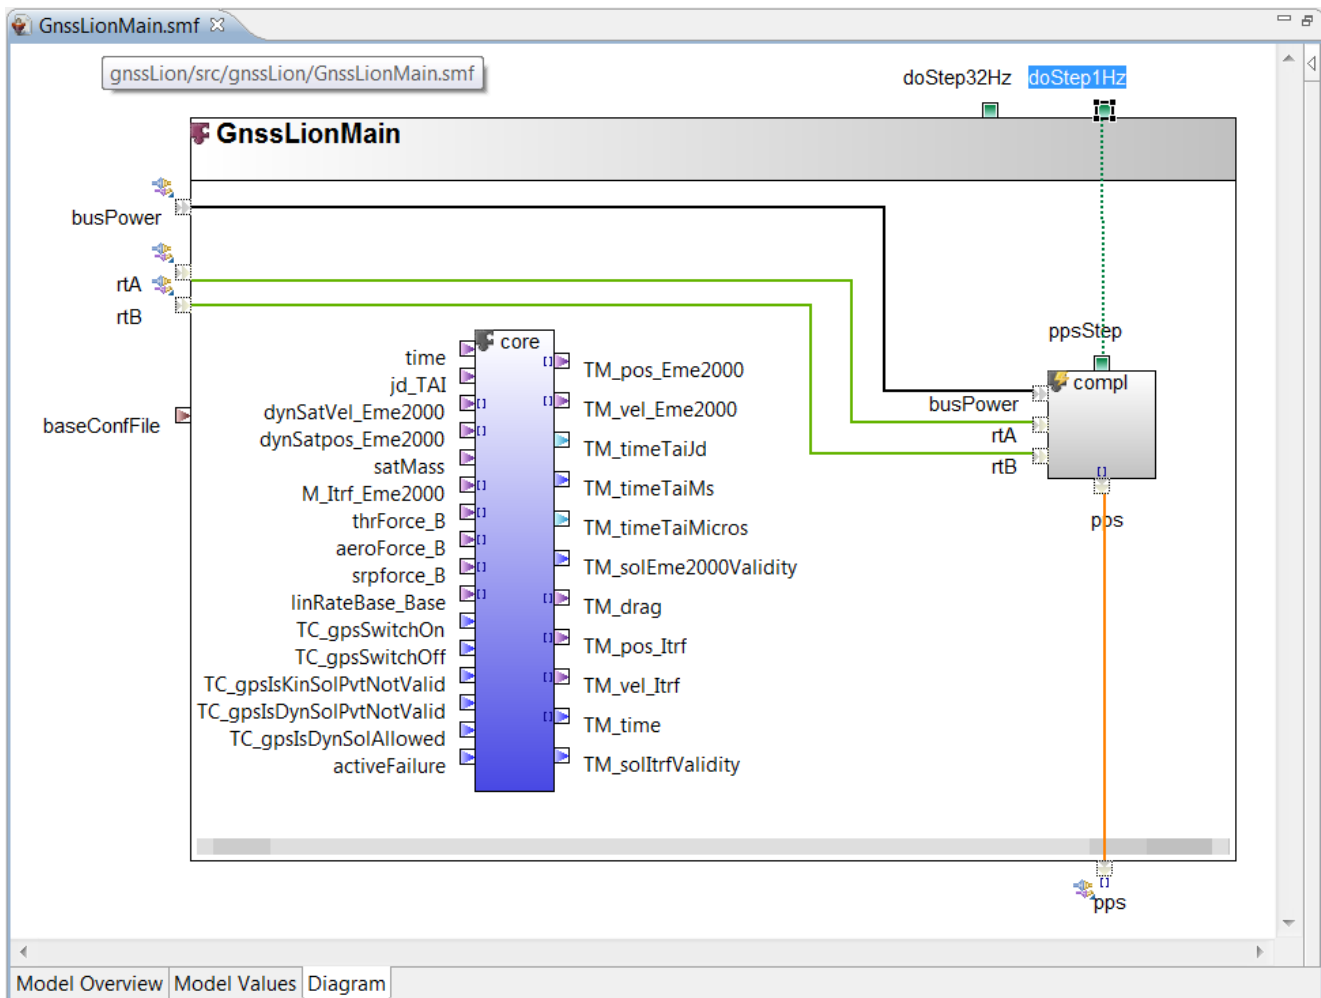 GnssLionMain.smf
gnssLion/src/gnssLion/GnssLionMain.smf
doStep32Hz doStep1Hz
GnssLionMain
busPower
rtA
rtB
baseConfFile
core
time
jd_TAI
dynSatVel_Eme2000
dynSatpos_Eme2000
satMass
M_Itrf_Eme2000
thrForce_B
aeroForce_B
srpforce_B
linRateBase_Base
TC_gpsSwitchOn
TC_gpsSwitchOff
TC_gpsIsKinSolPvtNotValid
TC_gpsIsDynSolPvtNotValid
TC_gpsIsDynSolAllowed
activeFailure
TM_pos_Eme2000
TM_vel_Eme2000
TM_timeTaiJd
TM_timeTaiMs
TM_timeTaiMicros
TM_solEme2000Validity
TM_drag
TM_pos_Itrf
TM_vel_Itrf
TM_time
TM_solItrfValidity
ppsStep
compl
busPower
rtA
rtB
pps
pps
Model Overview Model Values Diagram